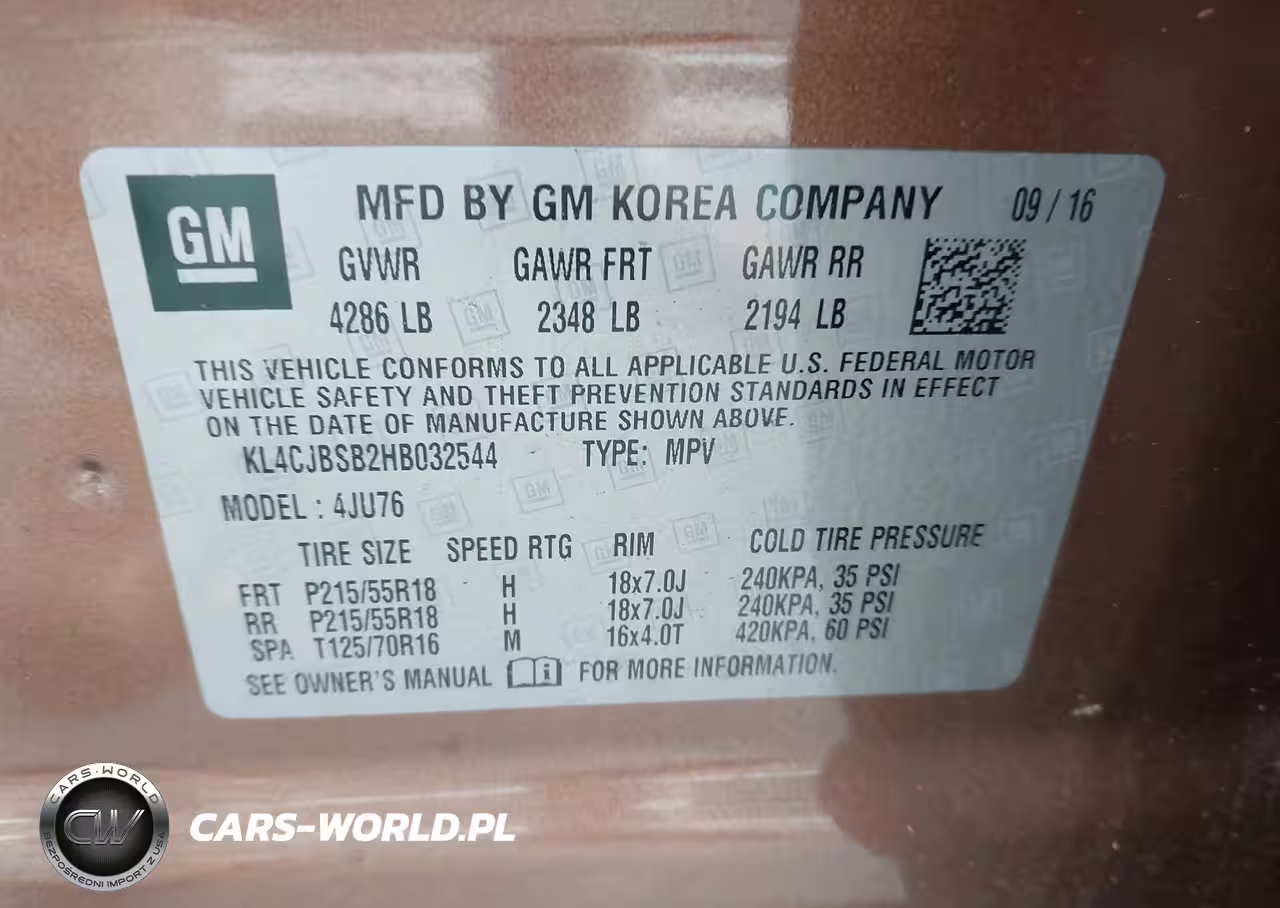 GM
MFD BY GM KOREA COMPANY 09 / 16
GVWR GAWR FRT GAWR RR
4286 LB 2348 LB 2194 LB
THIS VEHICLE CONFORMS TO ALL APPLICABLE U.S. FEDERAL MOTOR
VEHICLE SAFETY AND THEFT PREVENTION STANDARDS IN EFFECT
ON THE DATE OF MANUFACTURE SHOWN ABOVE.
KL4CJBSB2HB032544 TYPE: MPV
MODEL : 4JU76
TIRE SIZE SPEED RTG RIM COLD TIRE PRESSURE
FRT P215/55R18 H 18x7.0J 240KPA, 35 PSI
RR P215/55R18 H 18x7.0J 240KPA, 35 PSI
SPA T125/70R16 M 16x4.0T 420KPA, 60 PSI
SEE OWNER'S MANUAL FOR MORE INFORMATION.
CARS-WORLD
CW
BEZPOŚREDNI IMPORT Z USA
CARS-WORLD.PL